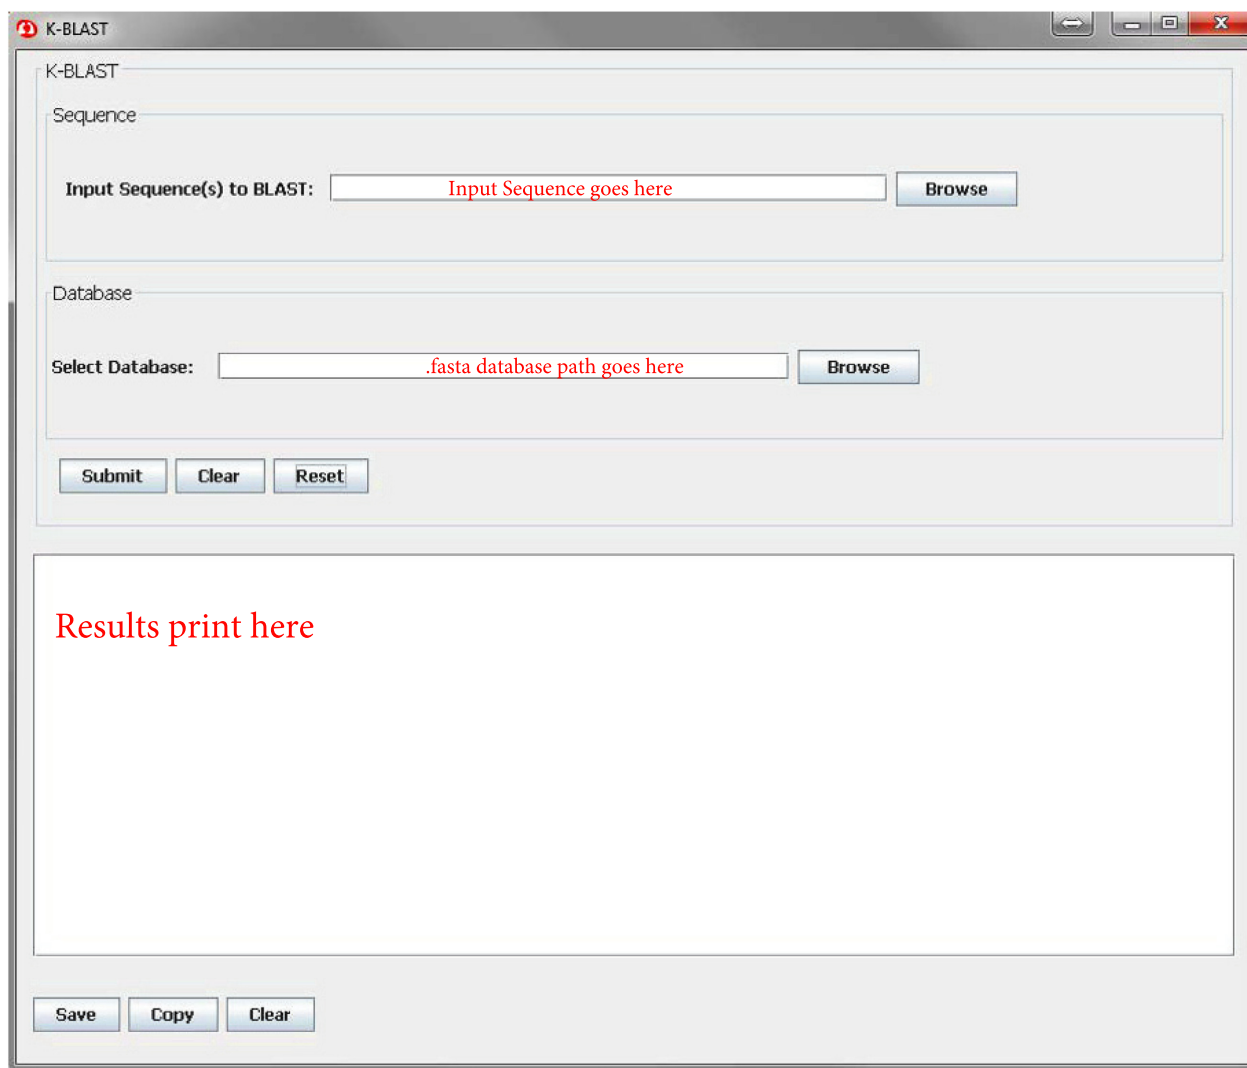 K-BLAST
K-BLAST
Sequence
Input Sequence(s) to BLAST: Input Sequence goes here Browse
Database
Select Database: .fasta database path goes here Browse
Submit Clear Reset
Results print here
Save Copy Clear